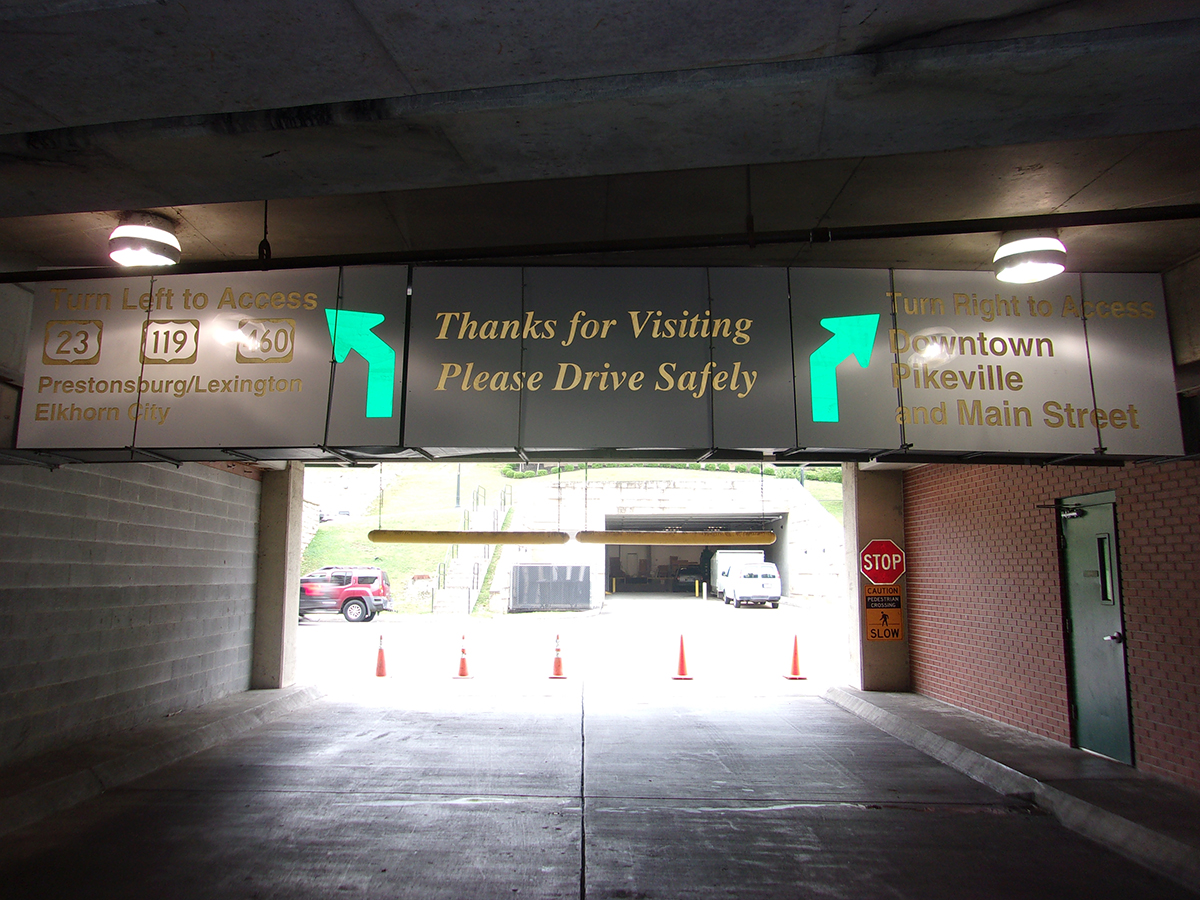 Turn Left to Access
23 119 460
Prestonsburg/Lexington
Elkhorn City
Thanks for Visiting
Please Drive Safely
Turn Right to Access
Downtown
Pikeville
and Main Street
STOP
CAUTION
PEDESTRIAN
CROSSING
SLOW